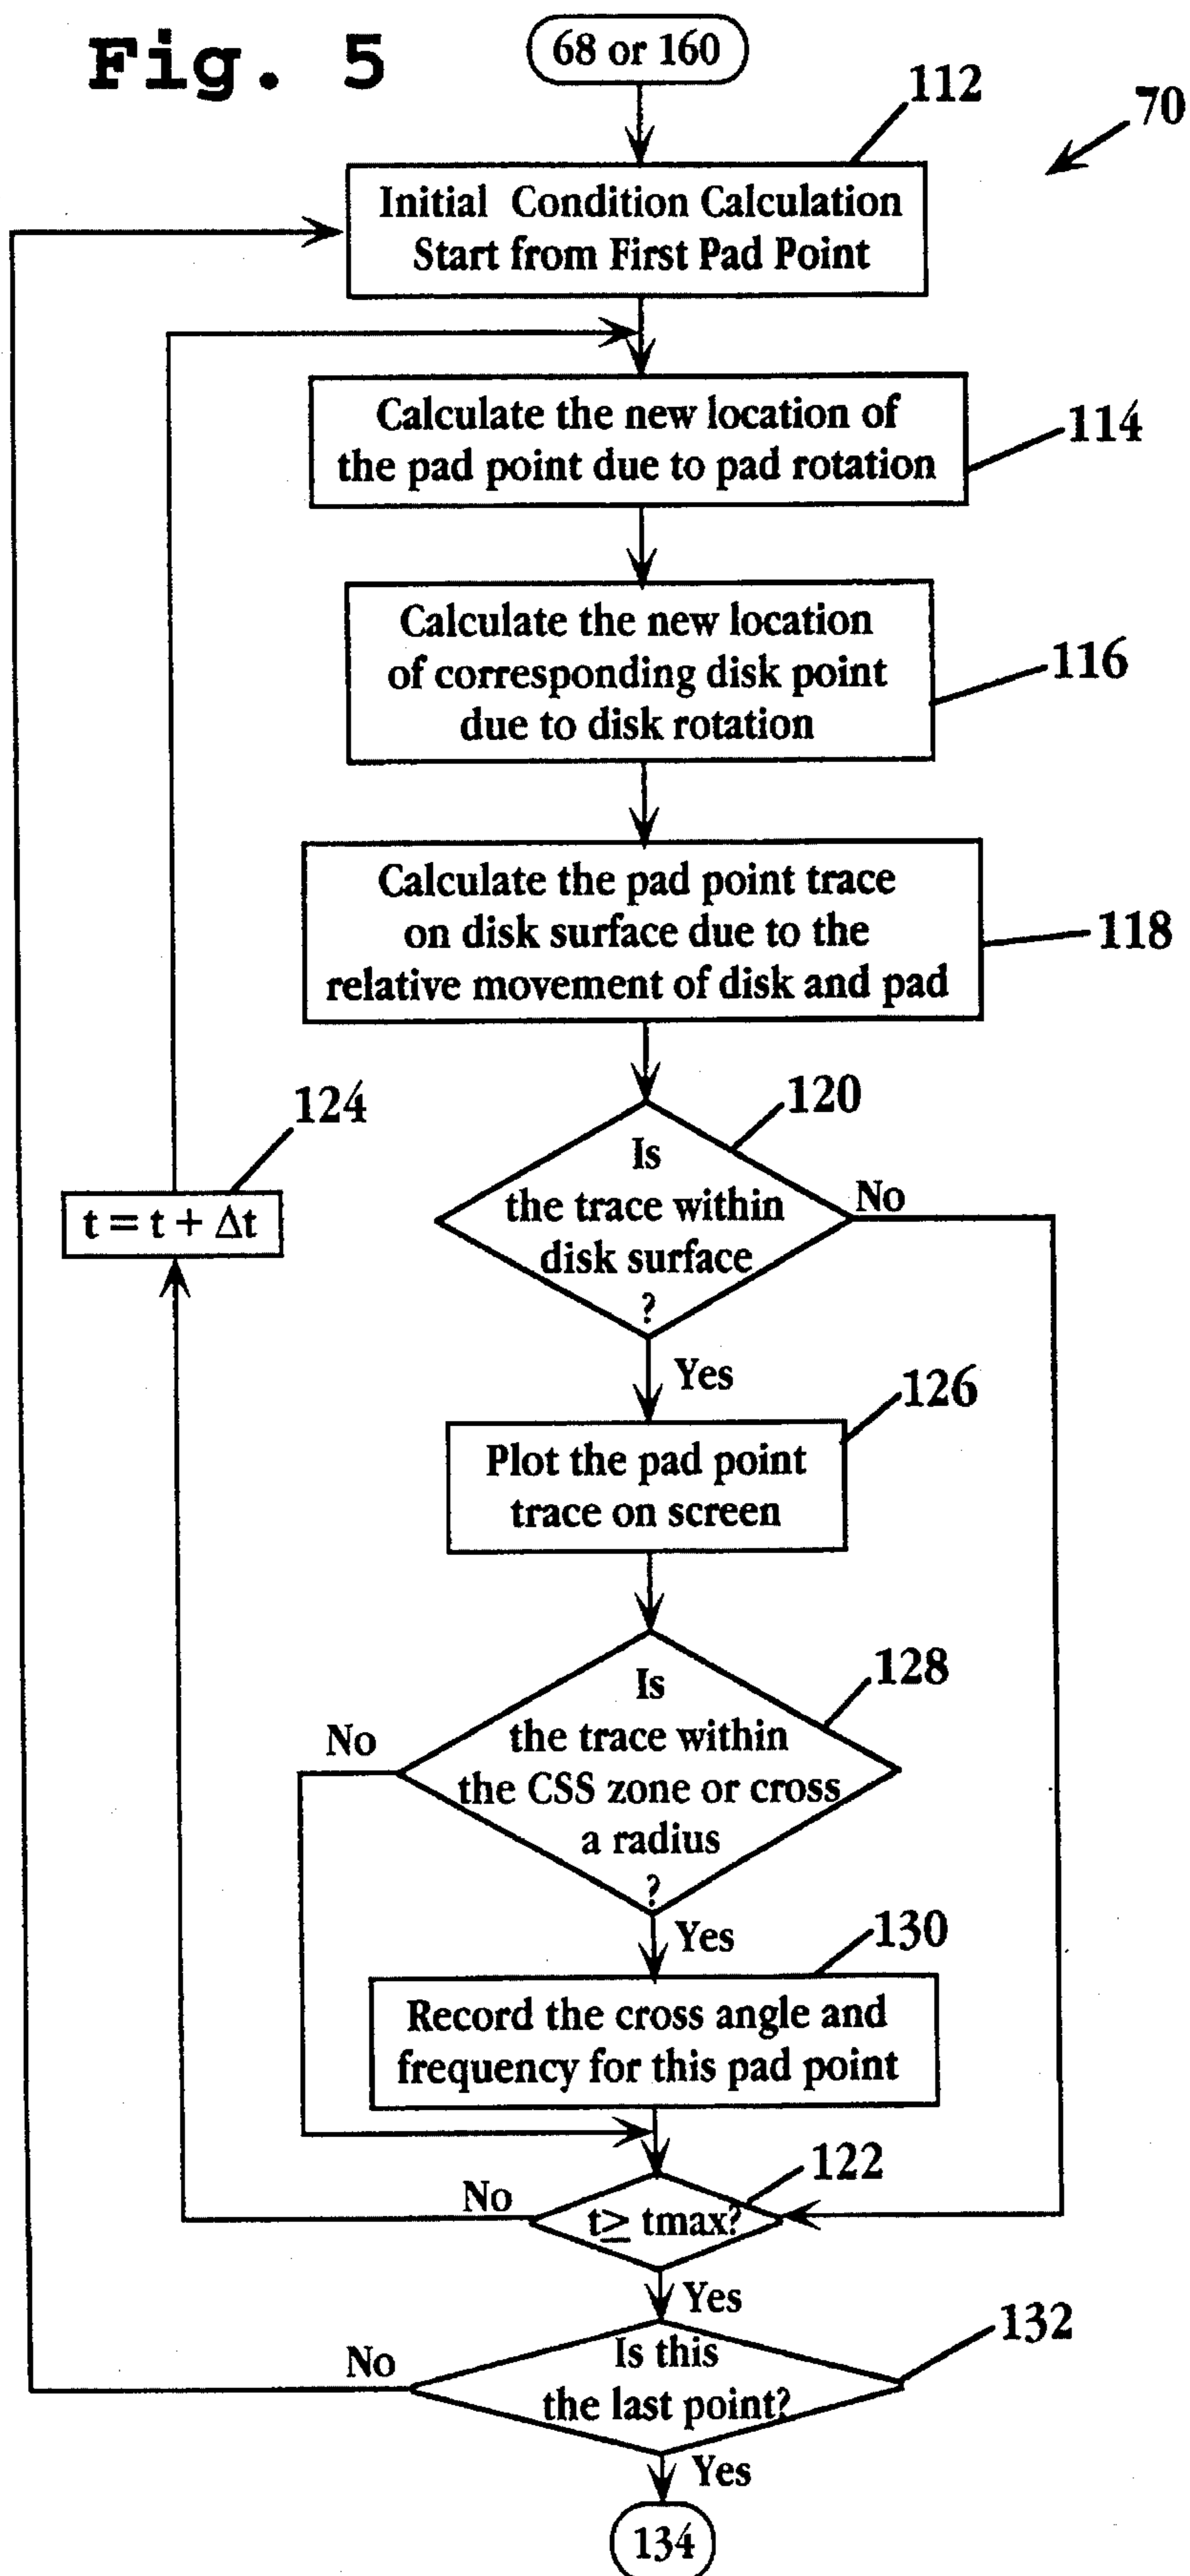 Fig. 5
68 or 160
112
70
Initial Condition Calculation
Start from First Pad Point
Calculate the new location of
the pad point due to pad rotation
114
Calculate the new location
of corresponding disk point
due to disk rotation
116
Calculate the pad point trace
on disk surface due to the
relative movement of disk and pad
118
124
t = t + Δt
120
Is
the trace within
disk surface
?
No
Yes
126
Plot the pad point
trace on screen
128
Is
the trace within
the CSS zone or cross
a radius
?
No
Yes
130
Record the cross angle and
frequency for this pad point
122
No
t≥ tmax?
Yes
132
Is this
the last point?
No
Yes
134